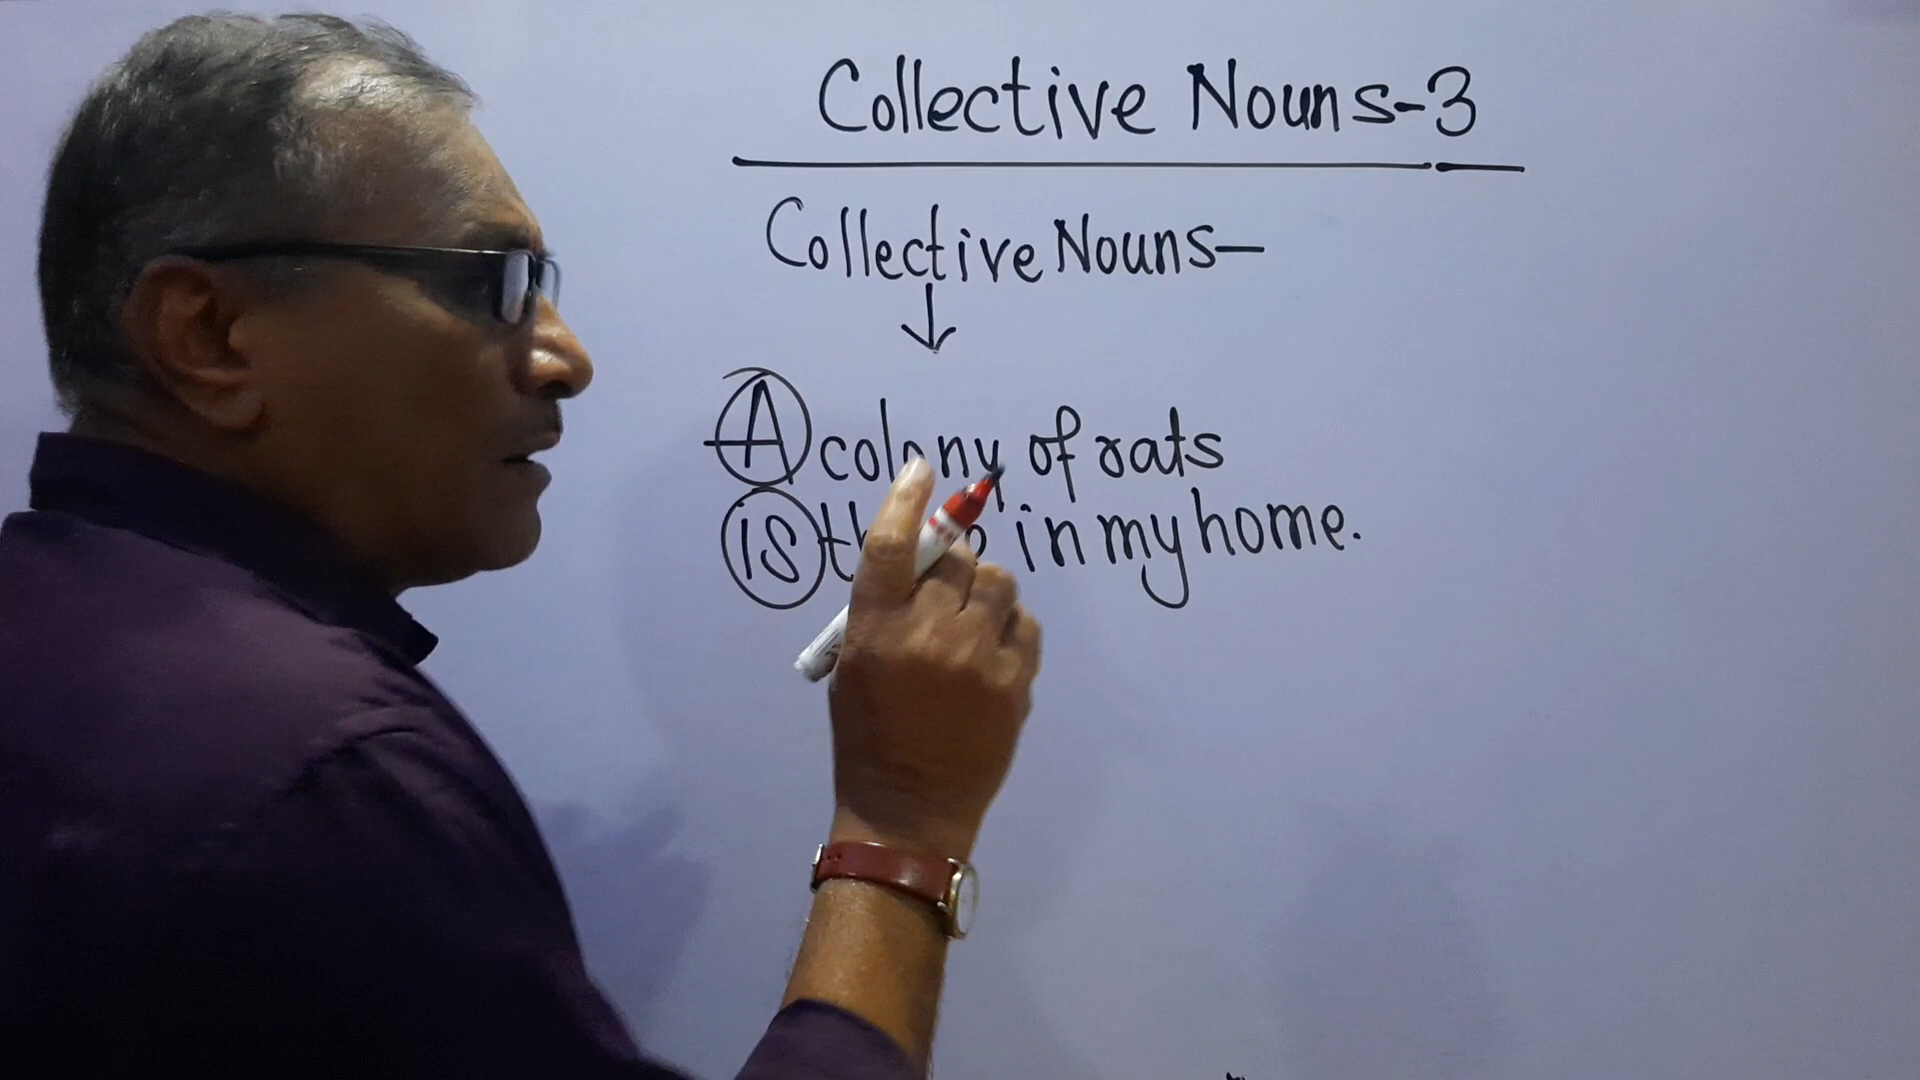 Collective Nouns-3
Collective Nouns-
A colony of rats
is in my home.